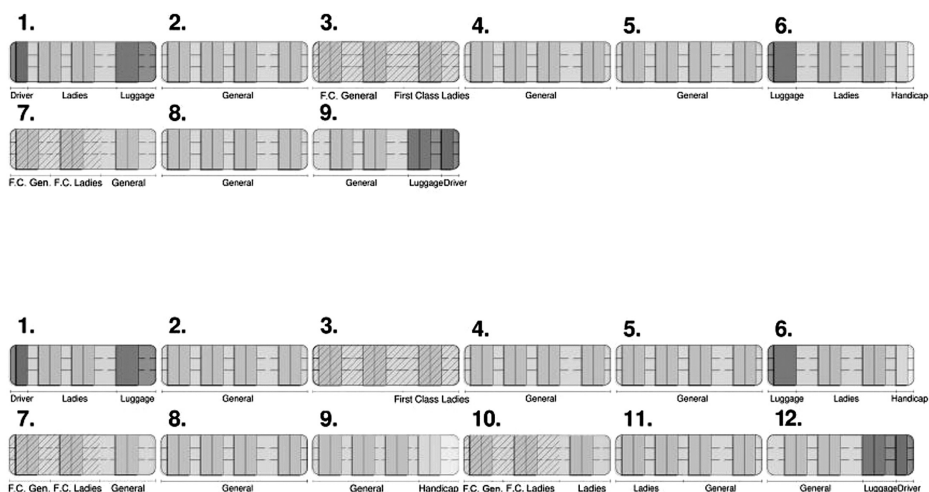 1. 2. 3. 4. 5. 6.
Driver Ladies Luggage General F.C. General First Class Ladies General General Luggage Ladies Handicap
7. 8. 9.
F.C. Gen. F.C. Ladies General General General Luggage Driver
1. 2. 3. 4. 5. 6.
Driver Ladies Luggage General First Class Ladies General General Luggage Ladies Handicap
7. 8. 9. 10. 11. 12.
F.C. Gen. F.C. Ladies General General General Handicap F.C. Gen. F.C. Ladies Ladies Ladies General General Luggage Driver